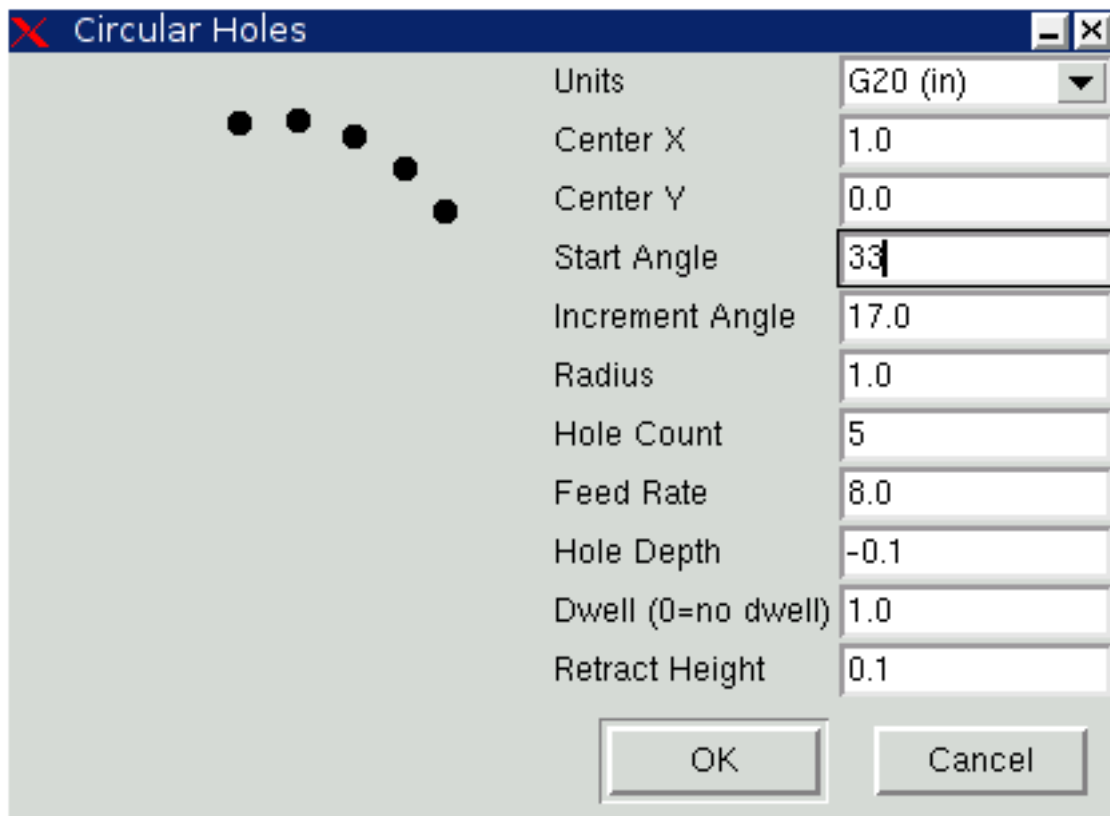 Circular Holes
Units G20 (in)
Center X 1.0
Center Y 0.0
Start Angle 33
Increment Angle 17.0
Radius 1.0
Hole Count 5
Feed Rate 8.0
Hole Depth -0.1
Dwell (0=no dwell) 1.0
Retract Height 0.1
OK Cancel